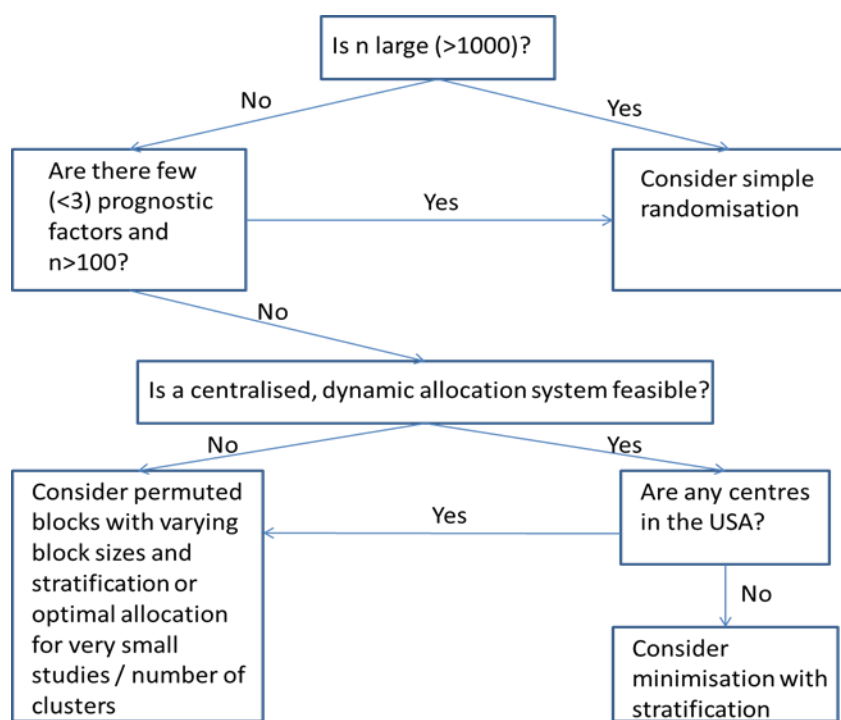 Is n large (>1000)?
No
Yes
Are there few
(<3) prognostic
factors and
n>100?
Yes
Consider simple
randomisation
No
Is a centralised, dynamic allocation system feasible?
No
Yes
Consider permuted
blocks with varying
block sizes and
stratification or
optimal allocation
for very small
studies / number of
clusters
Yes
Are any centres
in the USA?
No
Consider
minimisation with
stratification